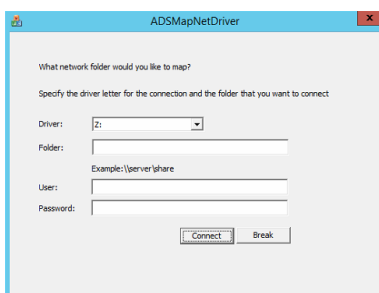 ADSMapNetDriver
x
What network folder would you like to map?
Specify the driver letter for the connection and the folder that you want to connect
Driver: Z:
Folder:
Example:\\server\share
User:
Password:
Connect Break